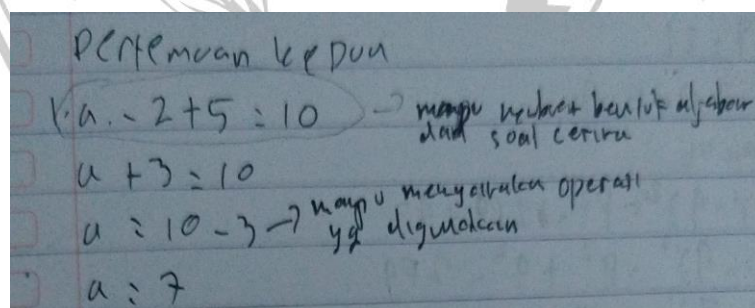 Pertemuan kedua
1. a. - 2 + 5 = 10 → mampu membuat bentuk aljabar
dari soal cerita
a + 3 = 10
a = 10 - 3 → mampu menyatakan operasi
yg digunakan
a = 7